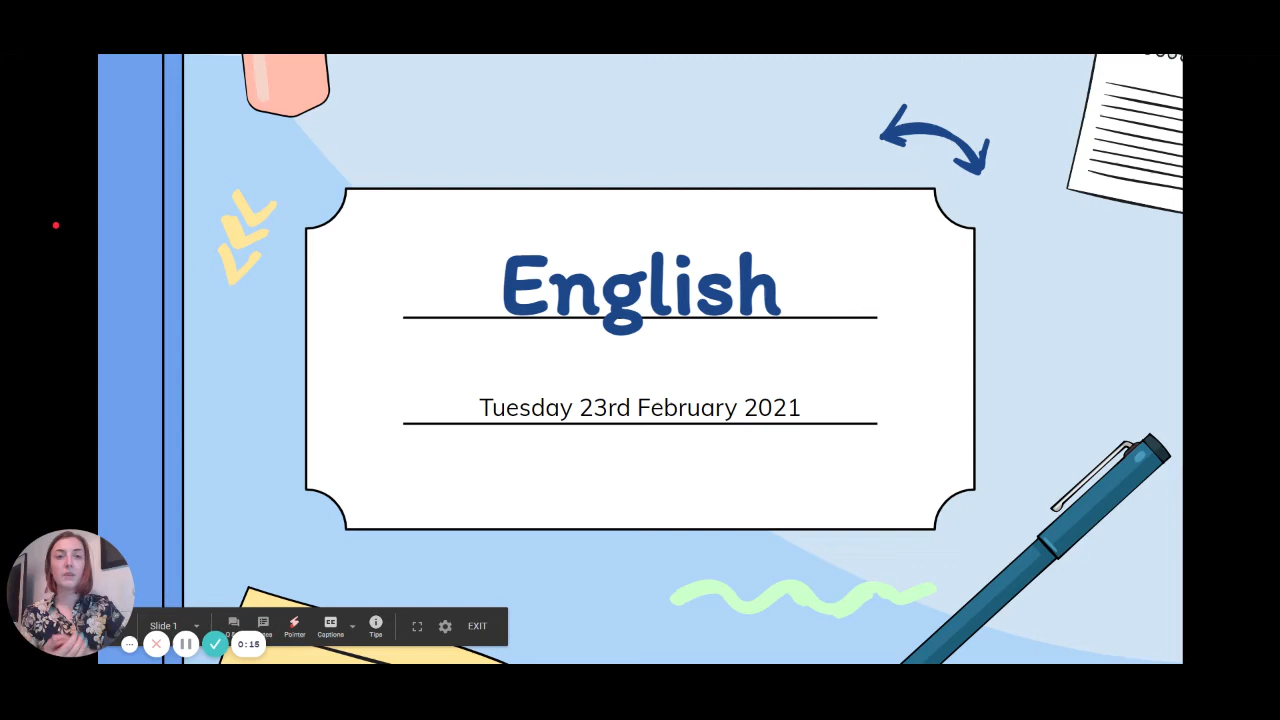 English
Tuesday 23rd February 2021
Slide 1
Pointer
Captions
Tips
EXIT
0:15